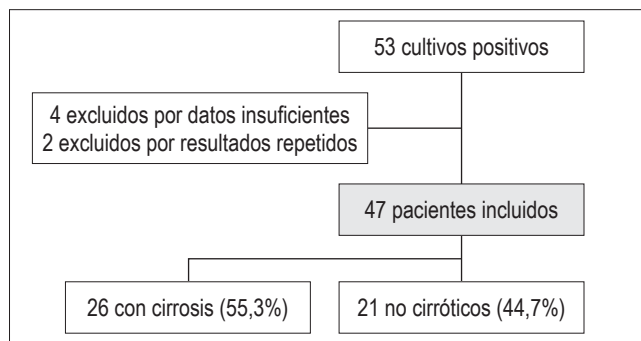 53 cultivos positivos
4 excluidos por datos insuficientes
2 excluidos por resultados repetidos
47 pacientes incluidos
26 con cirrosis (55,3%)
21 no cirróticos (44,7%)